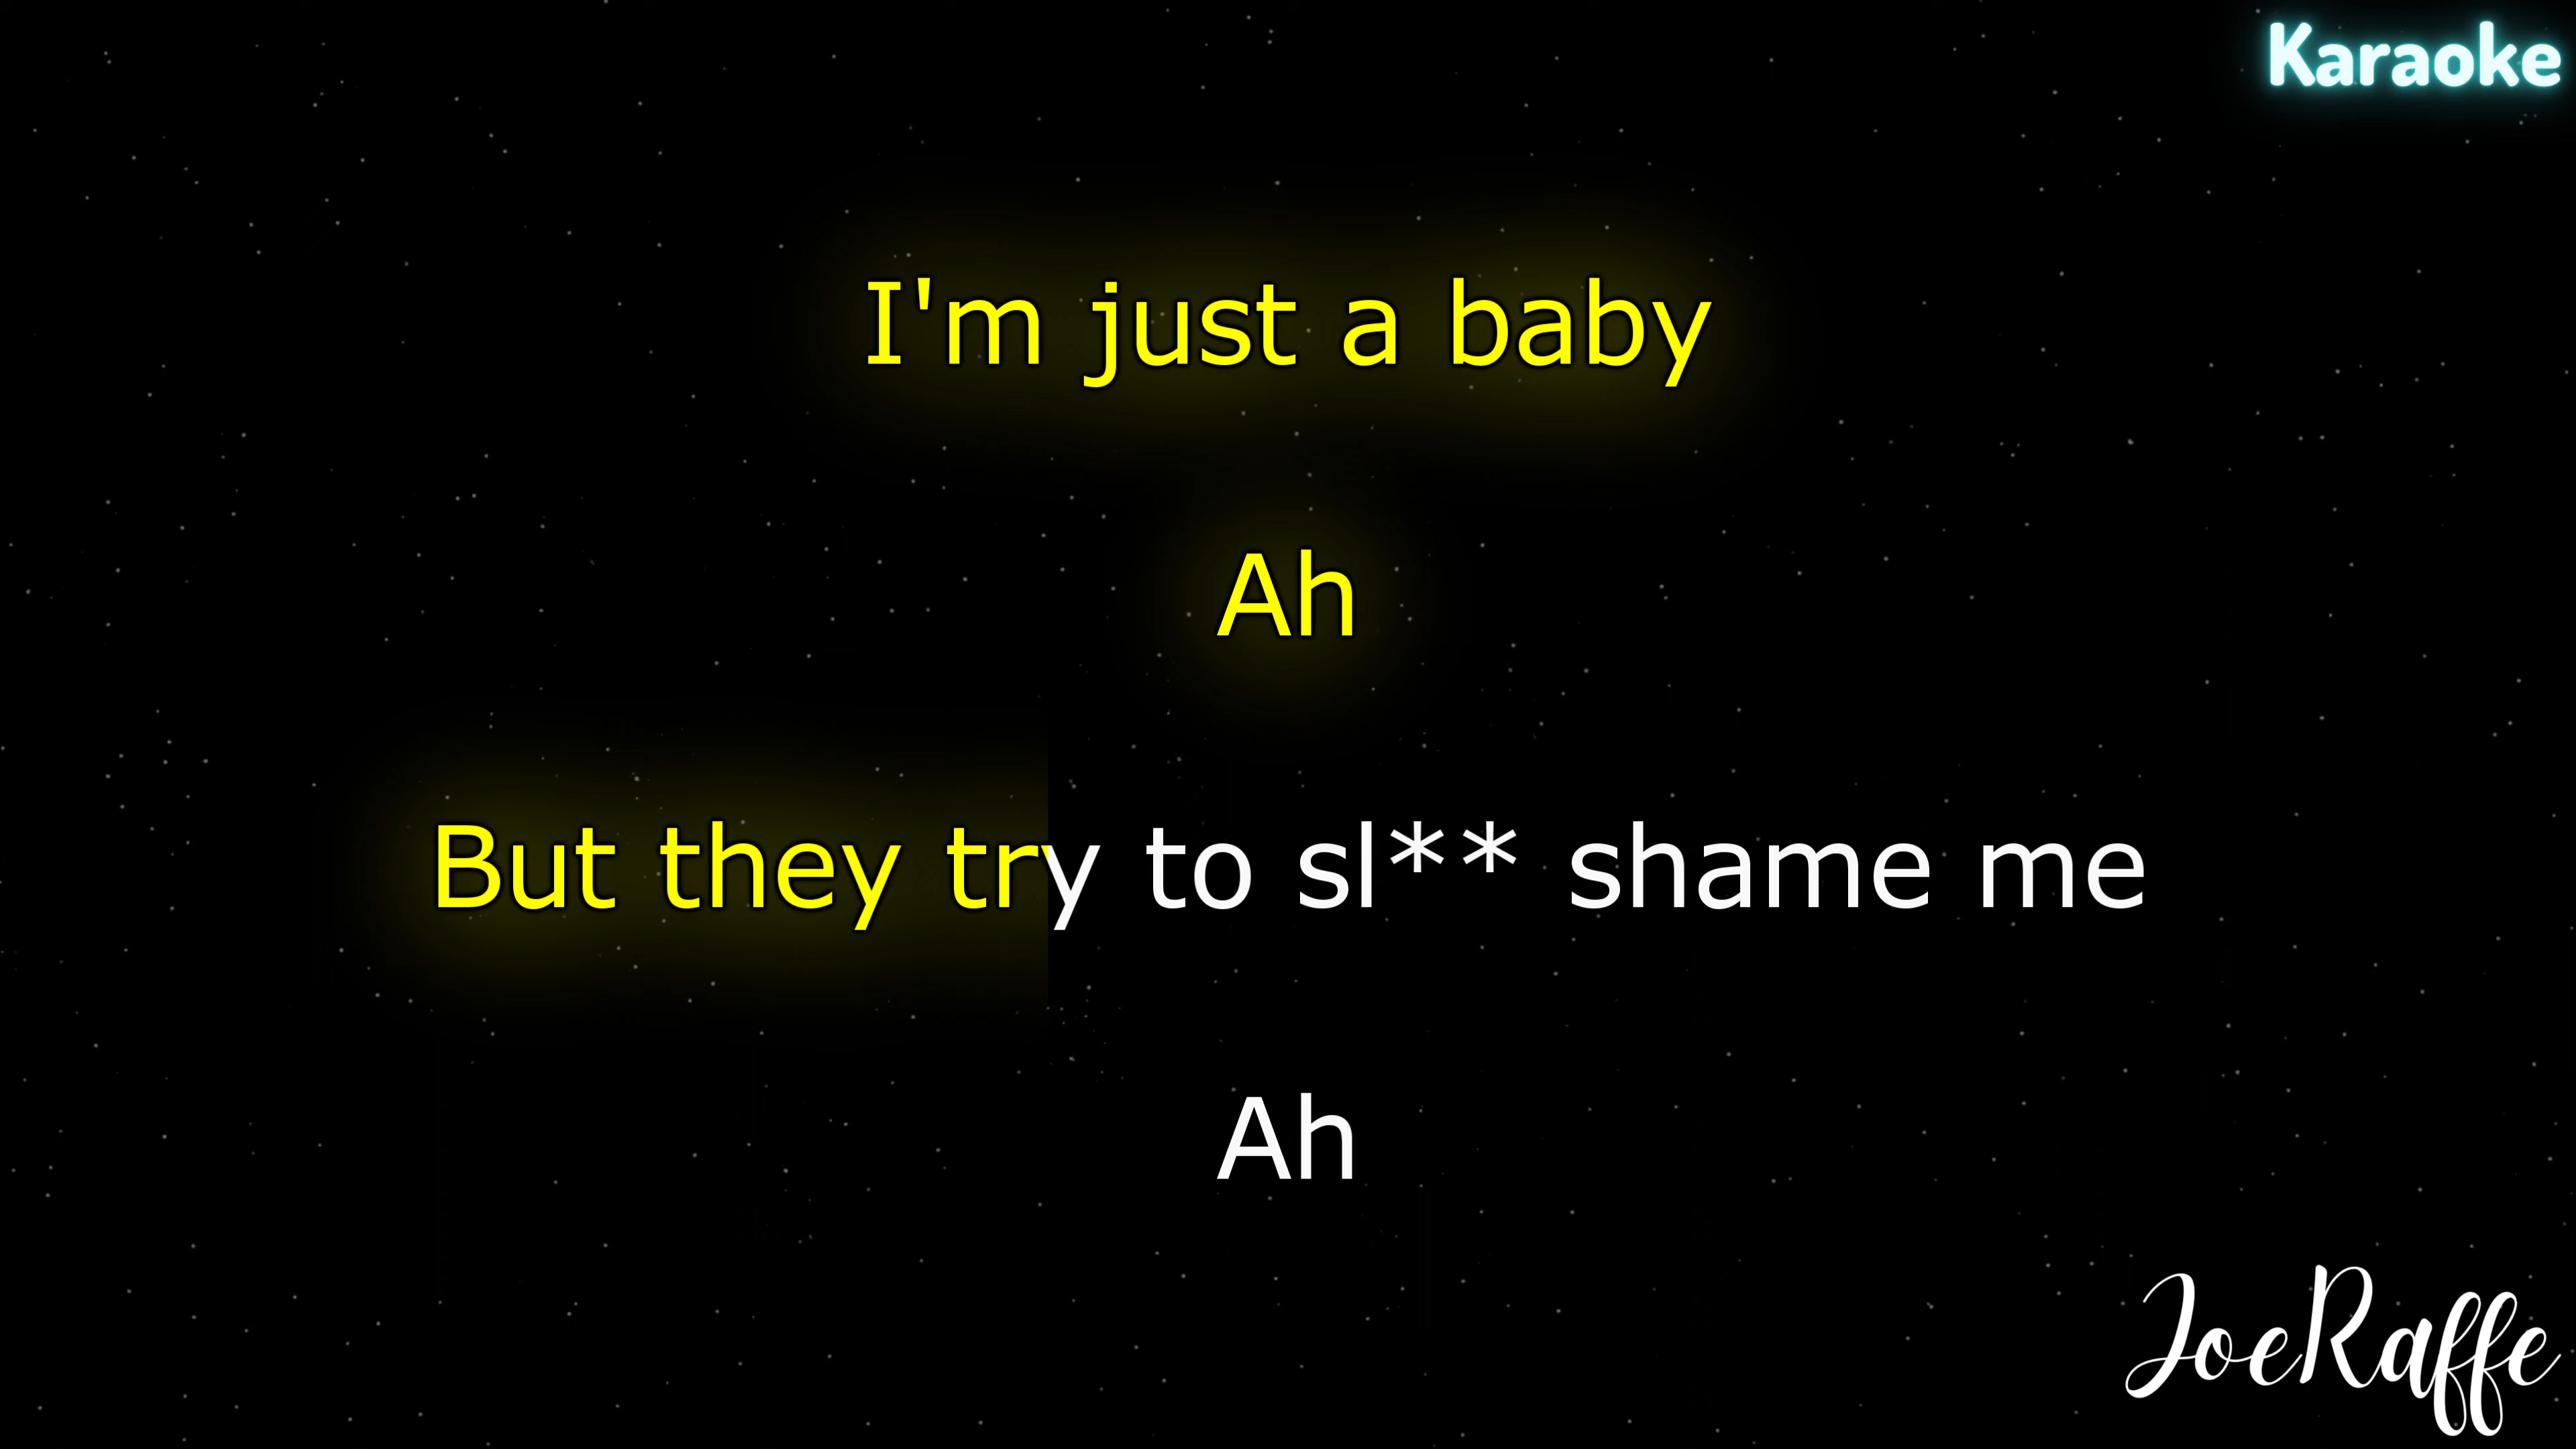 Karaoke
I'm just a baby
Ah
But they try to sl** shame me
Ah
JoeRaffe